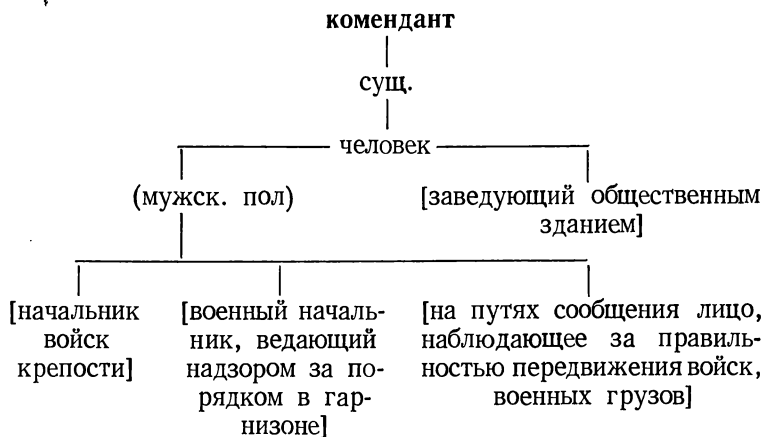 комендант
сущ.
человек
(мужск. пол)
[заведующий общественным
зданием]
[начальник
войск
крепости]
[военный началь-
ник, ведающий
надзором за по-
рядком в гар-
низоне]
[на путях сообщения лицо,
наблюдающее за правиль-
ностью передвижения войск,
военных грузов]